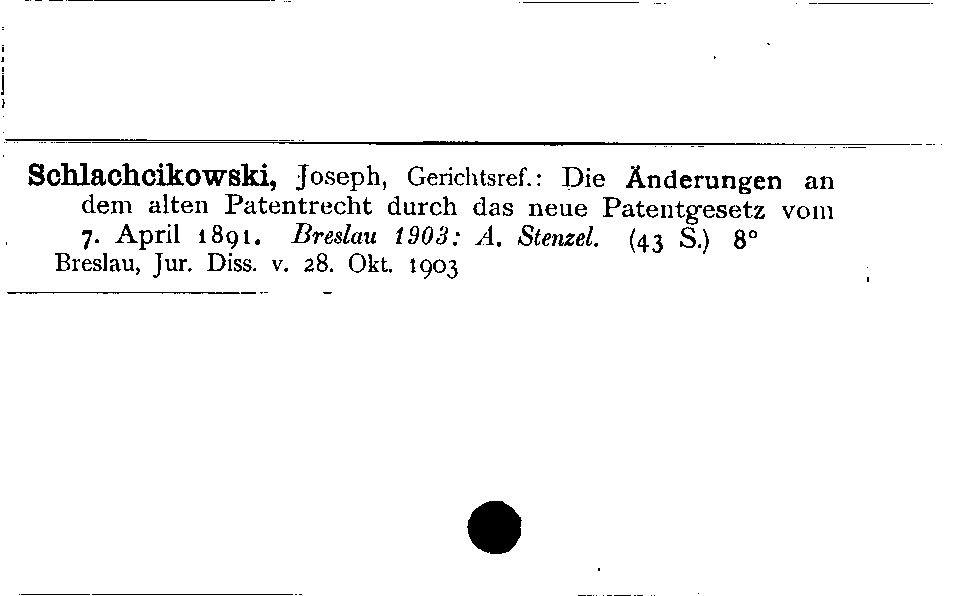 Schlachcikowski, Joseph, Gerichtsref.: Die Änderungen an
dem alten Patentrecht durch das neue Patentgesetz vom
7. April 1891. Breslau 1903: A. Stenzel. (43 S.) 8°
Breslau, Jur. Diss. v. 28. Okt. 1903